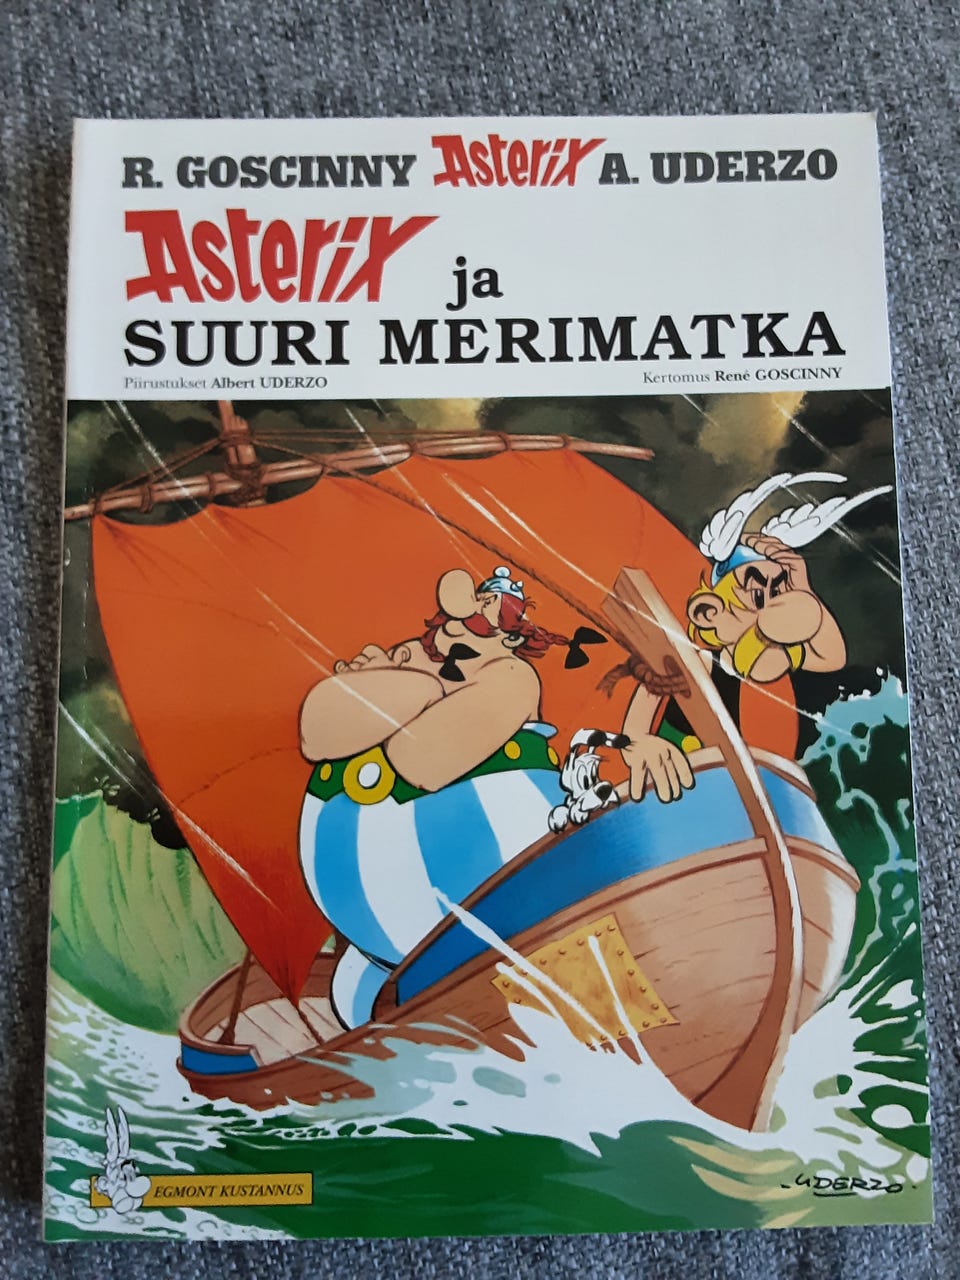 R. GOSCINNY Asterix A. UDERZO
Asterix ja
SUURI MERIMATKA
Piirustukset Albert UDERZO Kertomus René GOSCINNY
EGMONT KUSTANNUS
UDERZO